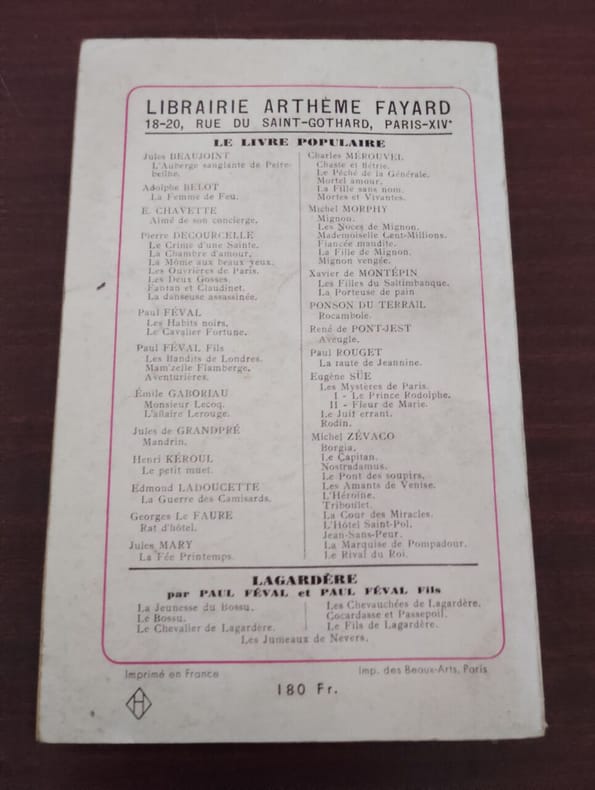 LIBRAIRIE ARTHÈME FAYARD
18-20, RUE DU SAINT-GOTHARD, PARIS-XIVᵉ
LE LIVRE POPULAIRE
Jules BEAUJOINT
L'Auberge sanglante de Peire-
beilhe.
Adolphe BELOT
La Femme de Feu.
E. CHAVETTE
Aimé de son concierge.
Pierre DECOURCELLE
Le Crime d'une Sainte.
La Chambre d'amour.
La Môme aux beaux yeux.
Les Ouvrières de Paris.
Les Deux Gosses.
Fanfan et Claudinet.
La danseuse assassinée.
Paul FÉVAL
Les Habits noirs.
Le Cavalier Fortune.
Paul FÉVAL Fils
Les Bandits de Londres.
Mam'zelle Flamberge.
Aventurières.
Émile GABORIAU
Monsieur Lecoq.
L'affaire Lerouge.
Jules de GRANDPRÉ
Mandrin.
Henri KÉROUL
Le petit muet.
Edmond LADOUCETTE
La Guerre des Camisards.
Georges Le FAURE
Rat d'hôtel.
Jules MARY
La Fée Printemps.
Charles MÉROUVEL
Chaste et flétrie.
Le Péché de la Générale.
Mortel amour.
La Fille sans nom.
Mortes et Vivantes.
Michel MORPHY
Mignon.
Les Noces de Mignon.
Mademoiselle Cent-Millions.
Fiancée maudite.
La Fille de Mignon.
Mignon vengée.
Xavier de MONTÉPIN
Les Filles du Saltimbanque.
La Porteuse de pain
PONSON DU TERRAIL
Rocambole.
René de PONT-JEST
Aveugle.
Paul ROUGET
La faute de Jeannine.
Eugène SÜE
Les Mystères de Paris.
I - Le Prince Rodolphe.
II - Fleur de Marie.
Le Juif errant.
Rodin.
Michel ZÉVACO
Borgia.
Le Capitan.
Nostradamus.
Le Pont des soupirs.
Les Amants de Venise.
L'Héroïne.
Triboulet.
La Cour des Miracles.
L'Hôtel Saint-Pol.
Jean-Sans-Peur.
La Marquise de Pompadour.
Le Rival du Roi.
LAGARDÈRE
par PAUL FÉVAL et PAUL FÉVAL Fils
La Jeunesse du Bossu.
Le Bossu.
Le Chevalier de Lagardère.
Les Chevauchées de Lagardère.
Cocardasse et Passepoil.
Le Fils de Lagardère.
Les Jumeaux de Nevers.
Imprimé en France
Imp. des Beaux-Arts, Paris
180 Fr.
H